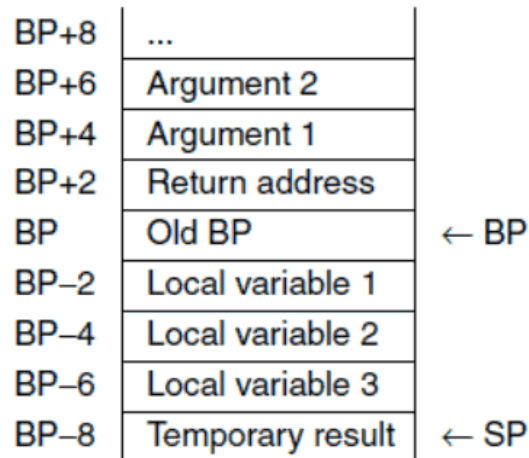 BP+8 ...
BP+6 Argument 2
BP+4 Argument 1
BP+2 Return address
BP Old BP ← BP
BP–2 Local variable 1
BP–4 Local variable 2
BP–6 Local variable 3
BP–8 Temporary result ← SP